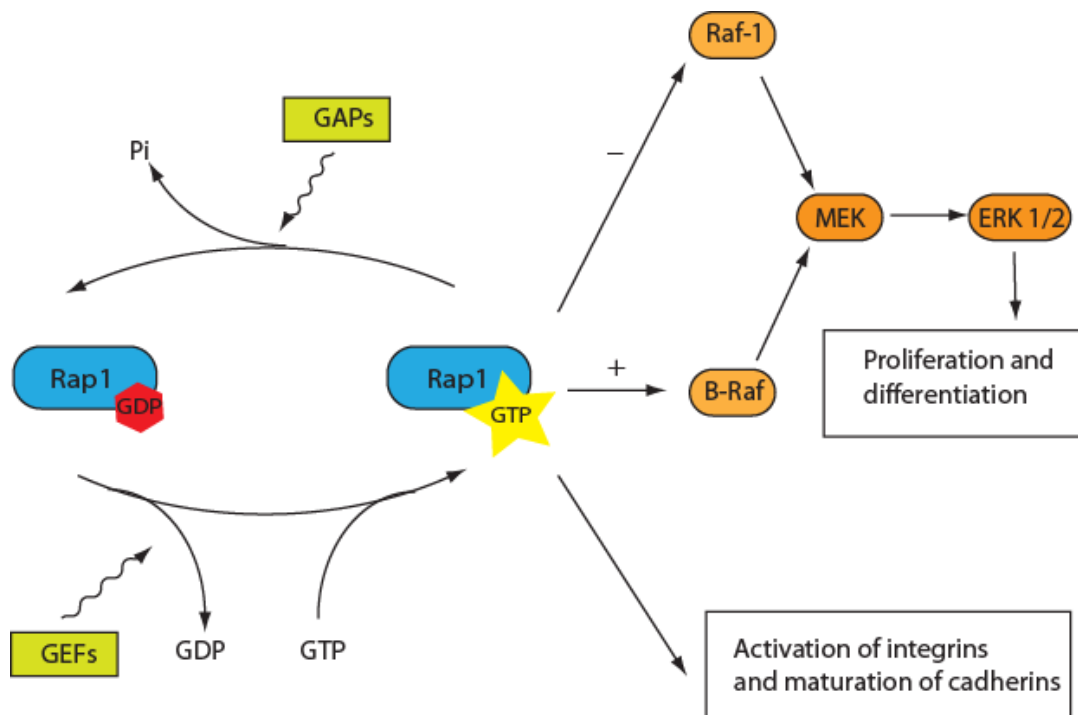 Raf-1
GAPs
Pi
−
MEK
ERK 1/2
Rap1
GDP
Rap1
GTP
+
B-Raf
Proliferation and
differentiation
GEFs
GDP
GTP
Activation of integrins
and maturation of cadherins